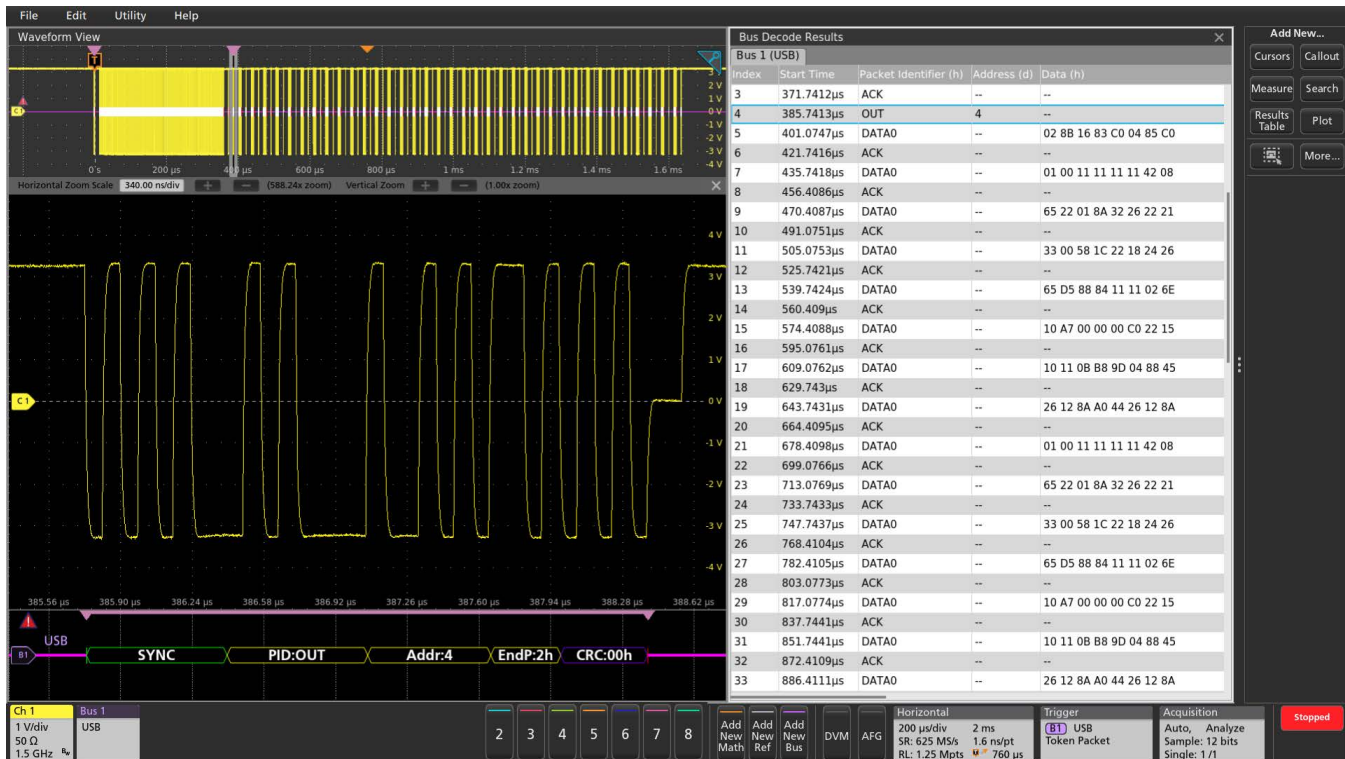 File Edit Utility Help
Waveform View
T
3 V
2 V
1 V
0 V
-1 V
-2 V
-3 V
-4 V
C1
0 s 200 µs 400 µs 600 µs 800 µs 1 ms 1.2 ms 1.4 ms 1.6 ms
Horizontal Zoom Scale 340.00 ns/div + — (588.24x zoom) Vertical Zoom + — (1.00x zoom)
4 V
3 V
2 V
1 V
C1 0 V
-1 V
-2 V
-3 V
-4 V
385.56 µs 385.90 µs 386.24 µs 386.58 µs 386.92 µs 387.26 µs 387.60 µs 387.94 µs 388.28 µs 388.62 µs
USB
B1 SYNC PID:OUT Addr:4 EndP:2h CRC:00h
Bus Decode Results
Bus 1 (USB)
Index Start Time Packet Identifier (h) Address (d) Data (h)
3 371.7412µs ACK -- --
4 385.7413µs OUT 4 --
5 401.0747µs DATA0 -- 02 8B 16 83 C0 04 85 C0
6 421.7416µs ACK -- --
7 435.7418µs DATA0 -- 01 00 11 11 11 11 42 08
8 456.4086µs ACK -- --
9 470.4087µs DATA0 -- 65 22 01 8A 32 26 22 21
10 491.0751µs ACK -- --
11 505.0753µs DATA0 -- 33 00 58 1C 22 18 24 26
12 525.7421µs ACK -- --
13 539.7424µs DATA0 -- 65 D5 88 84 11 11 02 6E
14 560.409µs ACK -- --
15 574.4088µs DATA0 -- 10 A7 00 00 00 C0 22 15
16 595.0761µs ACK -- --
17 609.0762µs DATA0 -- 10 11 0B B8 9D 04 88 45
18 629.743µs ACK -- --
19 643.7431µs DATA0 -- 26 12 8A A0 44 26 12 8A
20 664.4095µs ACK -- --
21 678.4098µs DATA0 -- 01 00 11 11 11 11 42 08
22 699.0766µs ACK -- --
23 713.0769µs DATA0 -- 65 22 01 8A 32 26 22 21
24 733.7433µs ACK -- --
25 747.7437µs DATA0 -- 33 00 58 1C 22 18 24 26
26 768.4104µs ACK -- --
27 782.4105µs DATA0 -- 65 D5 88 84 11 11 02 6E
28 803.0773µs ACK -- --
29 817.0774µs DATA0 -- 10 A7 00 00 00 C0 22 15
30 837.7441µs ACK -- --
31 851.7441µs DATA0 -- 10 11 0B B8 9D 04 88 45
32 872.4109µs ACK -- --
33 886.4111µs DATA0 -- 26 12 8A A0 44 26 12 8A
Add New...
Cursors Callout
Measure Search
Results Table Plot
More...
Ch 1
1 V/div
50 Ω
1.5 GHz Bw
Bus 1
USB
2 3 4 5 6 7 8
Add New Math
Add New Ref
Add New Bus
DVM AFG
Horizontal
200 µs/div 2 ms
SR: 625 MS/s 1.6 ns/pt
RL: 1.25 Mpts 760 µs
Trigger
B1 USB
Token Packet
Acquisition
Auto, Analyze
Sample: 12 bits
Single: 1 /1
Stopped